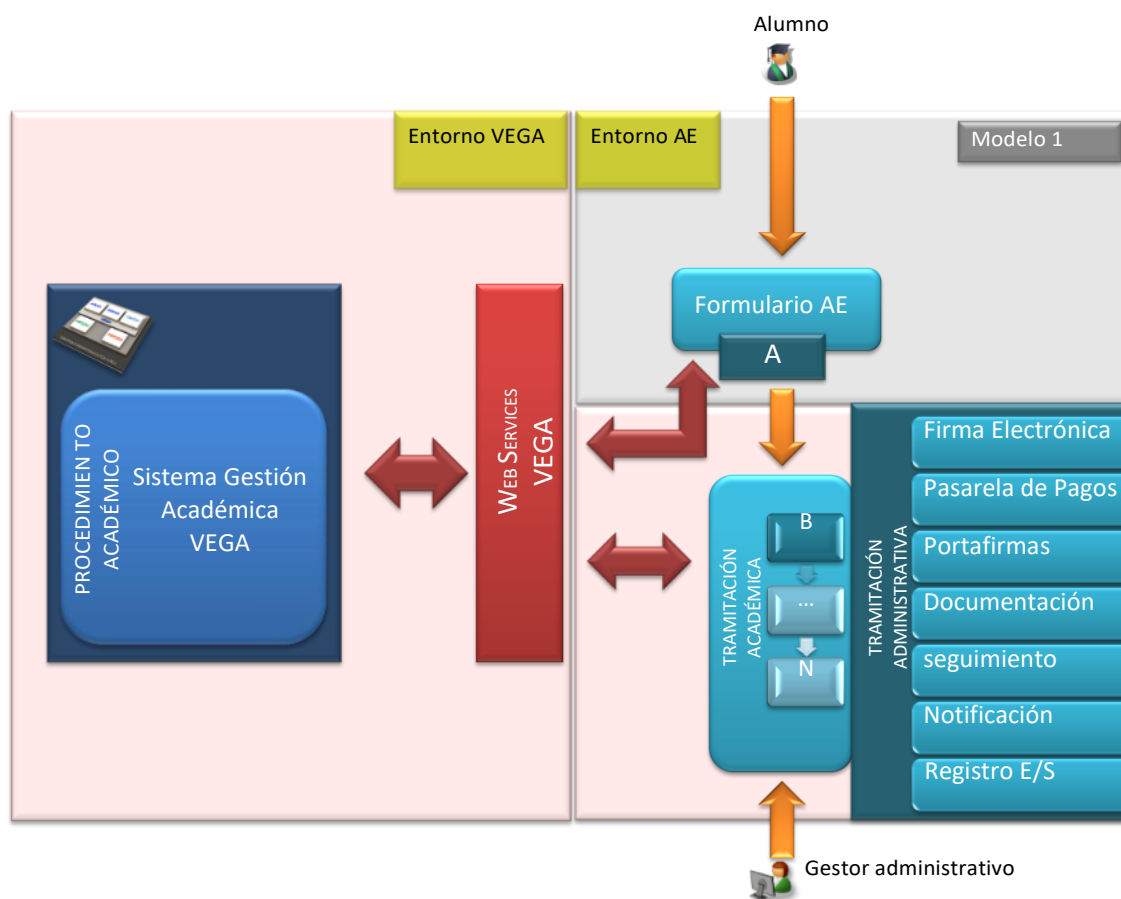 Alumno
Entorno VEGA
Entorno AE
Modelo 1
Formulario AE
A
PROCEDIMIEN TO
ACADÉMICO
Sistema Gestión
Académica
VEGA
WEB SERVICES
VEGA
TRAMITACIÓN
ACADÉMICA
B
...
N
TRAMITACIÓN
ADMINISTRATIVA
Firma Electrónica
Pasarela de Pagos
Portafirmas
Documentación
seguimiento
Notificación
Registro E/S
Gestor administrativo